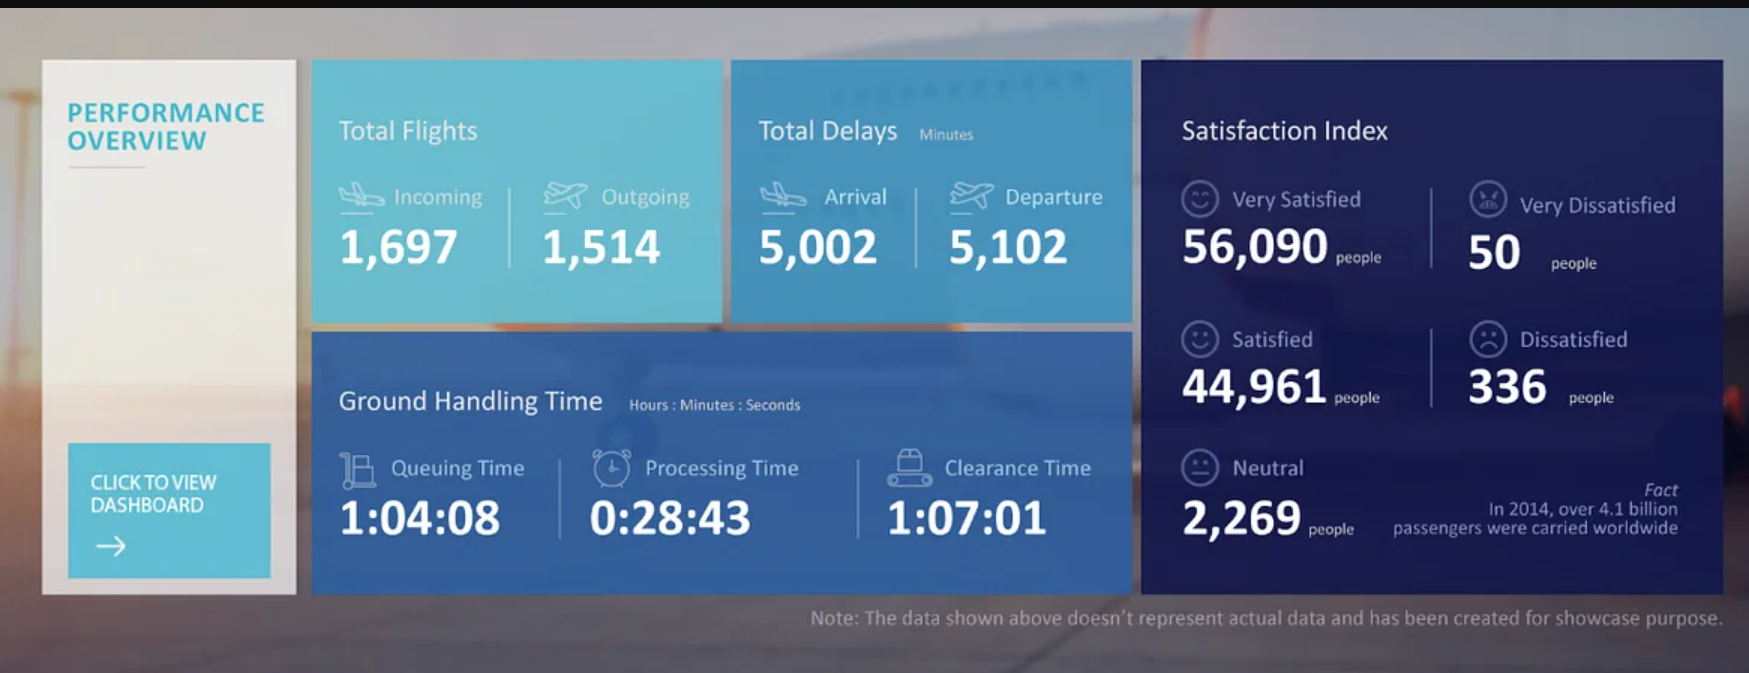 PERFORMANCE
OVERVIEW
CLICK TO VIEW
DASHBOARD
Total Flights
Incoming
1,697
Outgoing
1,514
Total Delays Minutes
Arrival
5,002
Departure
5,102
Ground Handling Time Hours : Minutes : Seconds
Queuing Time
1:04:08
Processing Time
0:28:43
Clearance Time
1:07:01
Satisfaction Index
Very Satisfied
56,090 people
Very Dissatisfied
50 people
Satisfied
44,961 people
Dissatisfied
336 people
Neutral
2,269 people
Fact
In 2014, over 4.1 billion
passengers were carried worldwide
Note: The data shown above doesn't represent actual data and has been created for showcase purpose.